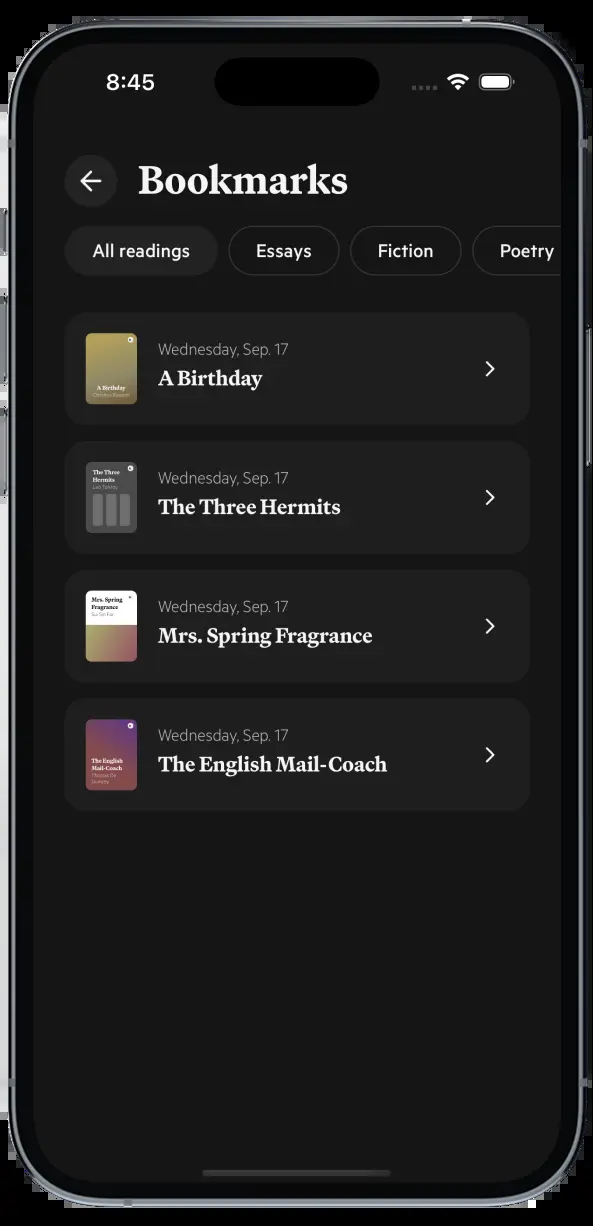 8:45
Bookmarks
All readings
Essays
Fiction
Poetry
A Birthday
Christina Rossetti
Wednesday, Sep. 17
A Birthday
The Three
Hermits
Leo Tolstoy
Wednesday, Sep. 17
The Three Hermits
Mrs. Spring
Fragrance
Sui Sin Far
Wednesday, Sep. 17
Mrs. Spring Fragrance
The English
Mail-Coach
Thomas De
Quincey
Wednesday, Sep. 17
The English Mail-Coach